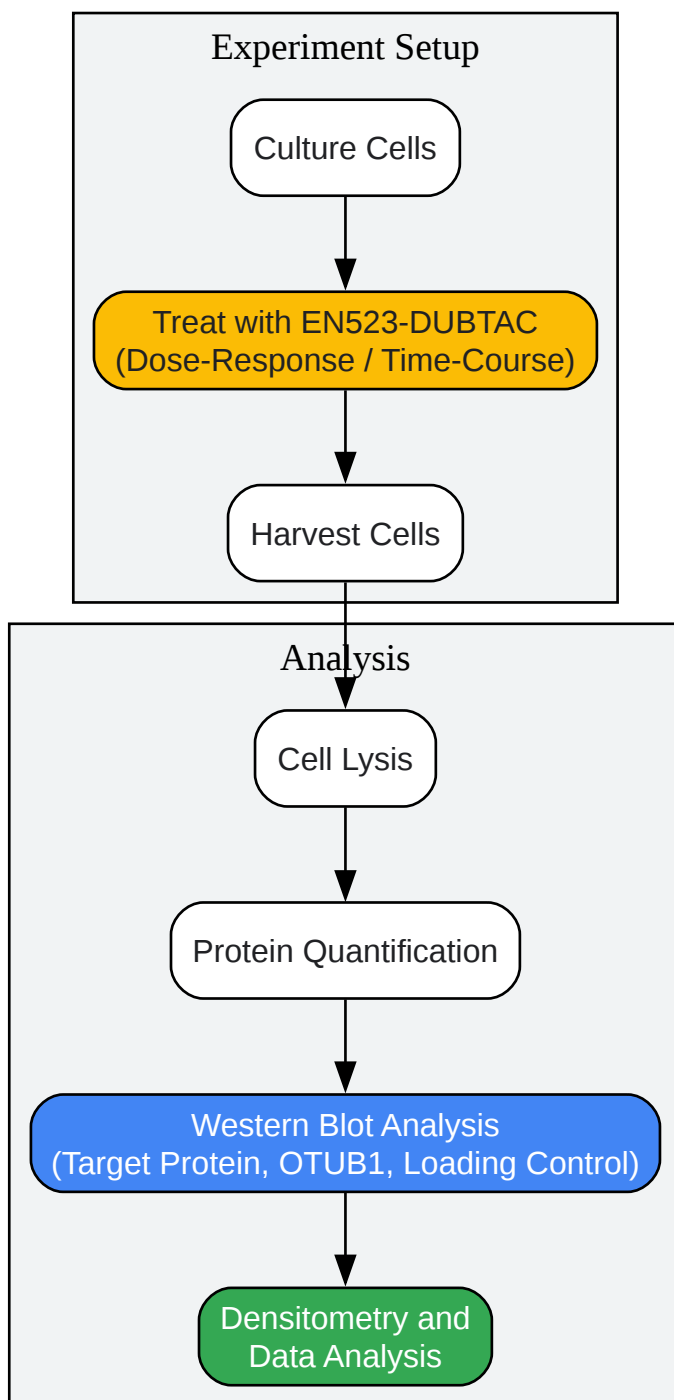 Experiment Setup
Culture Cells
Treat with EN523-DUBTAC
(Dose-Response / Time-Course)
Harvest Cells
Analysis
Cell Lysis
Protein Quantification
Western Blot Analysis
(Target Protein, OTUB1, Loading Control)
Densitometry and
Data Analysis